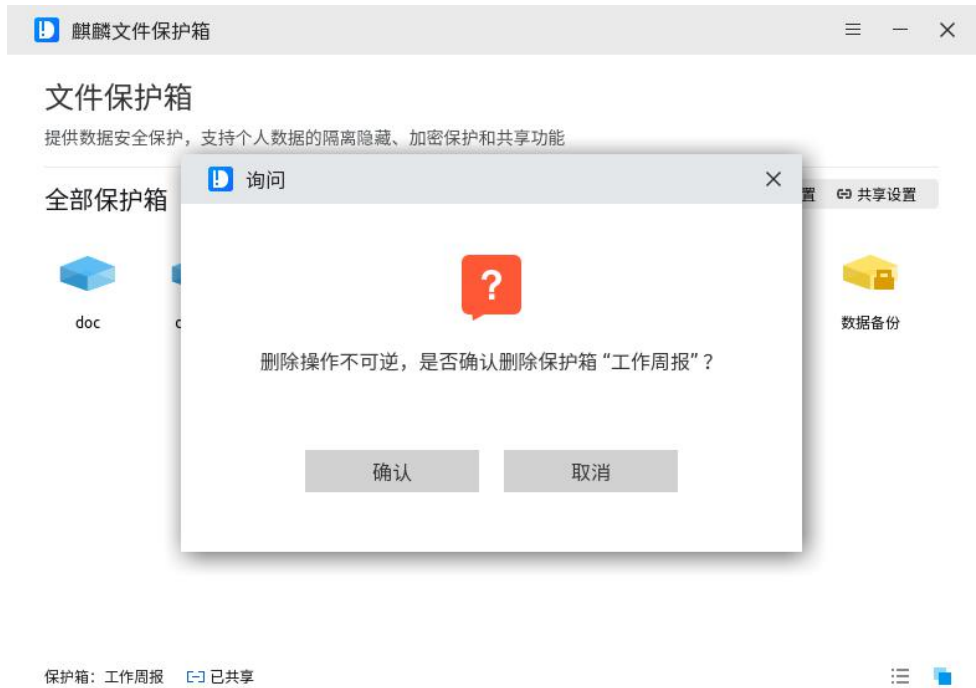 麒麟文件保护箱
文件保护箱
提供数据安全保护，支持个人数据的隔离隐藏、加密保护和共享功能
询问
全部保护箱
置 共享设置
doc
数据备份
删除操作不可逆，是否确认删除保护箱“工作周报”？
确认 取消
保护箱：工作周报 已共享